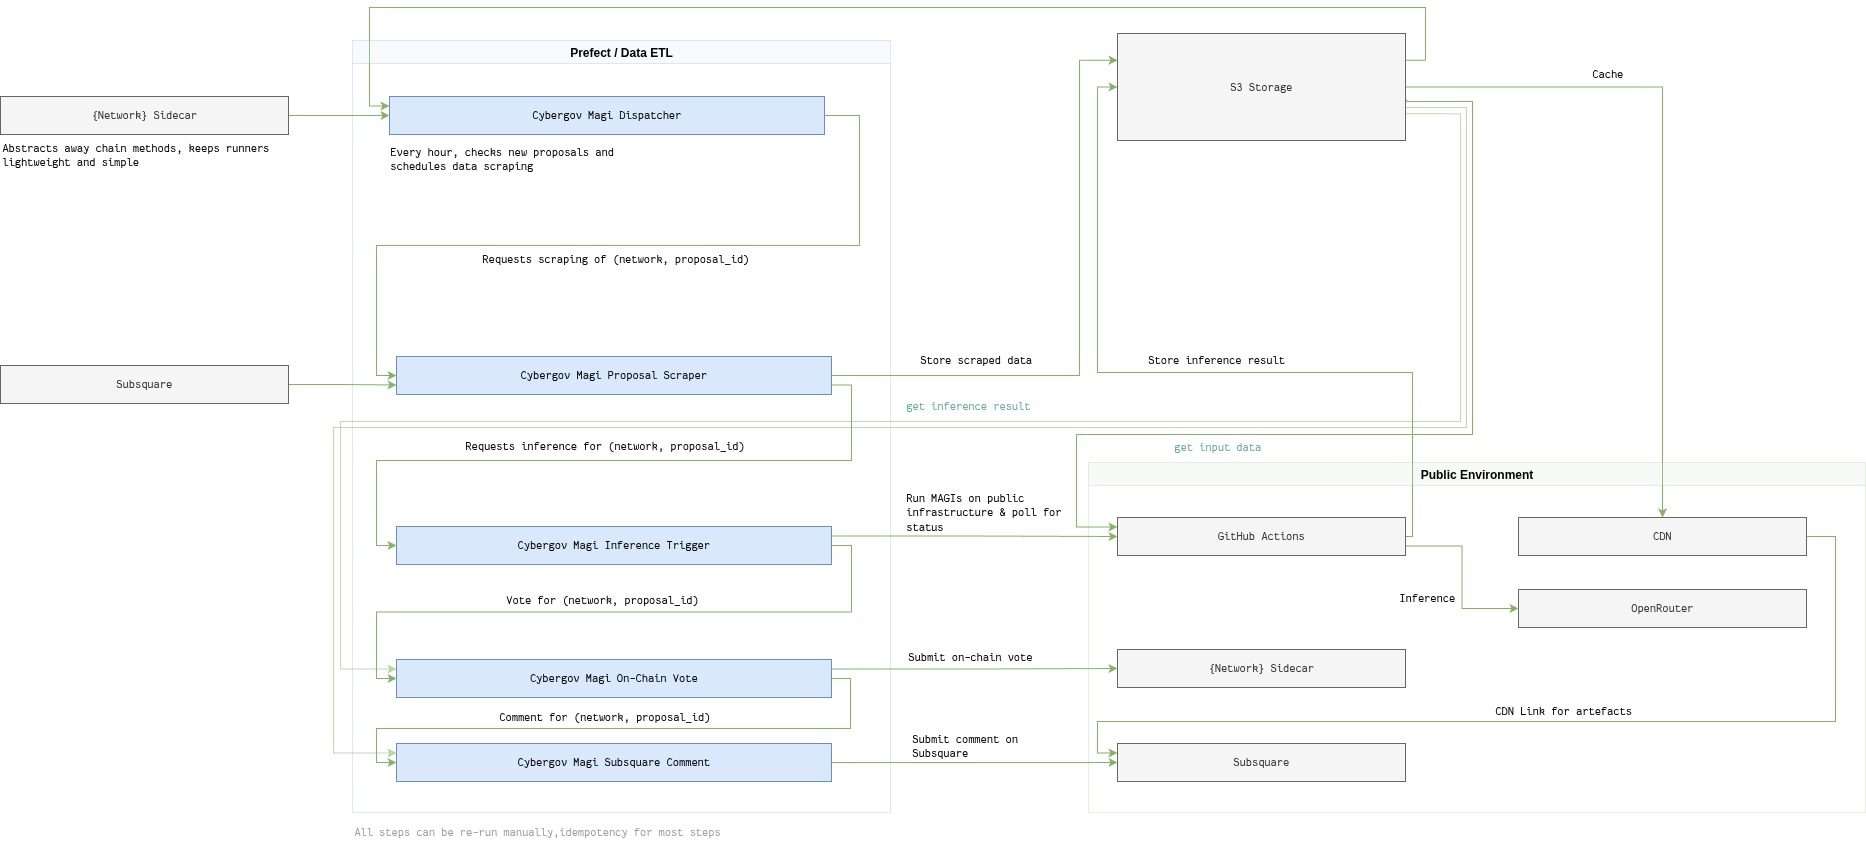 Prefect / Data ETL
S3 Storage
Cache
{Network} Sidecar
Cybergov Magi Dispatcher
Abstracts away chain methods, keeps runners
lightweight and simple
Every hour, checks new proposals and
schedules data scraping
Requests scraping of (network, proposal_id)
Subsquare
Cybergov Magi Proposal Scraper
Store scraped data
Store inference result
get inference result
Requests inference for (network, proposal_id)
get input data
Public Environment
Run MAGIs on public
infrastructure & poll for
status
Cybergov Magi Inference Trigger
GitHub Actions
CDN
Vote for (network, proposal_id)
Inference
OpenRouter
Submit on-chain vote
Cybergov Magi On-Chain Vote
{Network} Sidecar
Comment for (network, proposal_id)
CDN Link for artefacts
Submit comment on
Subsquare
Cybergov Magi Subsquare Comment
Subsquare
All steps can be re-run manually,idempotency for most steps